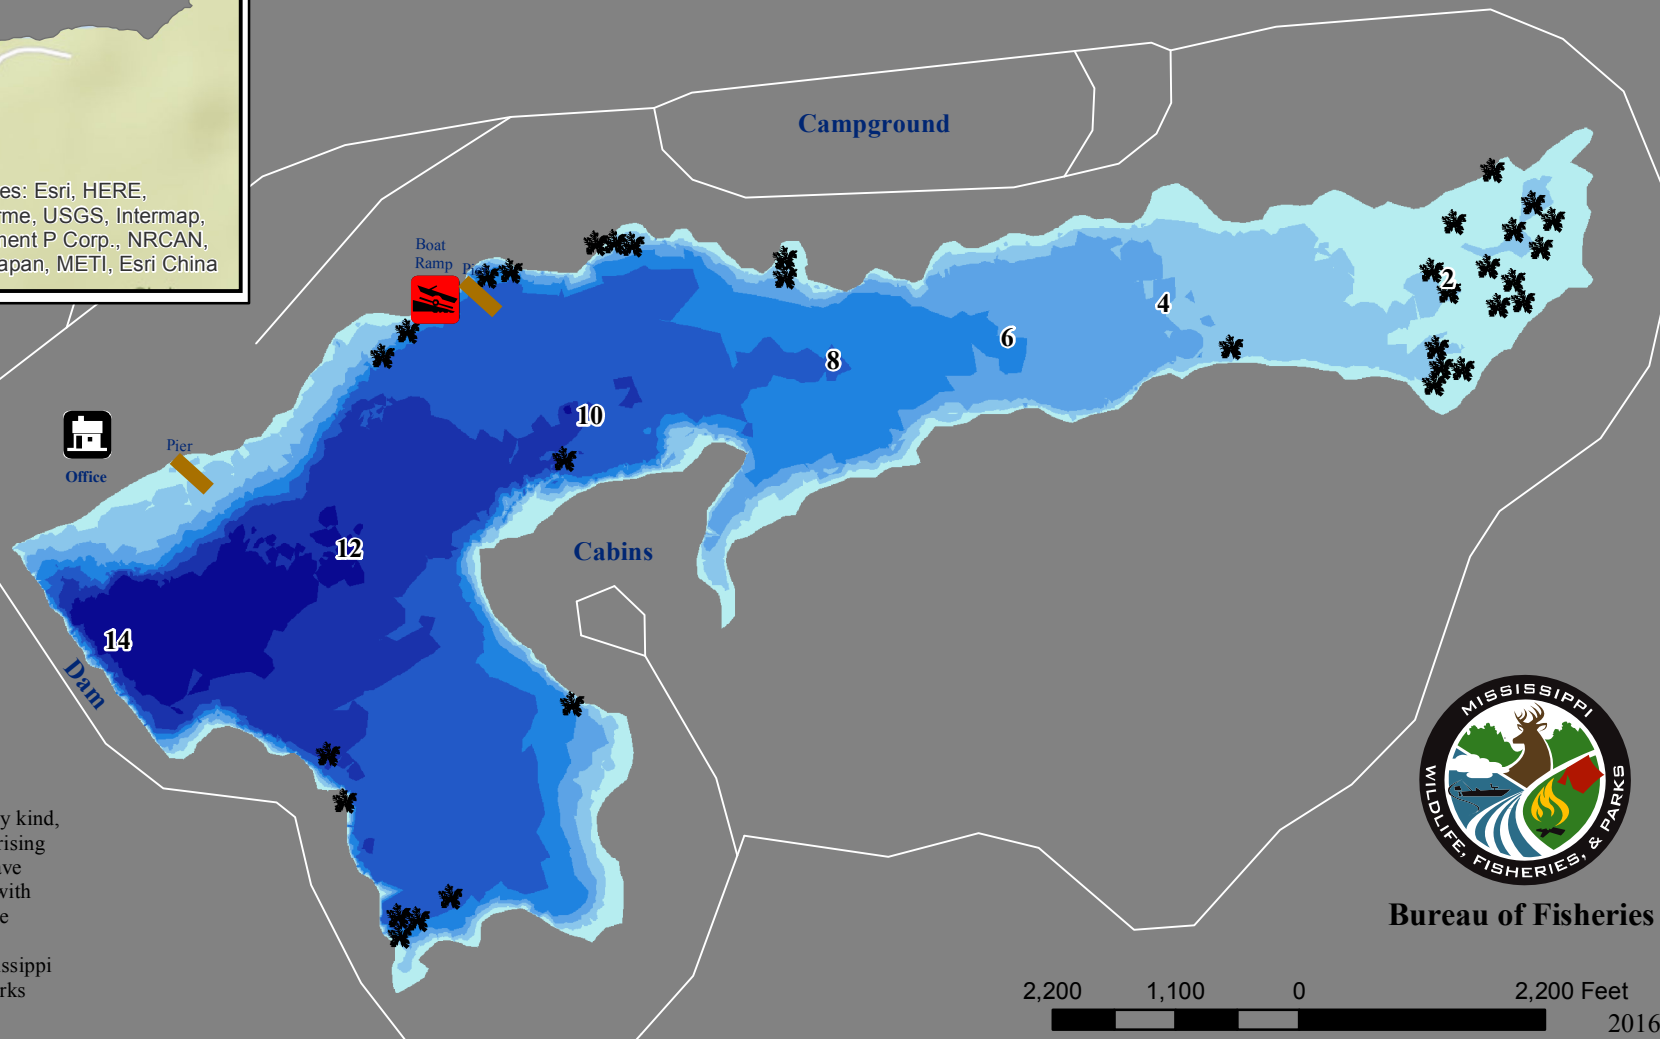 es: Esri, HERE,
rme, USGS, Intermap,
ment P Corp., NRCAN,
apan, METI, Esri China
Campground
Boat
Ramp
Pier
Office
Pier
2
4
6
8
10
12
14
Cabins
Dam
y kind,
rising
ave
with
e
ssippi
rks
MISSISSIPPI
WILDLIFE, FISHERIES, & PARKS
Bureau of Fisheries
2,200 1,100 0 2,200 Feet
2016